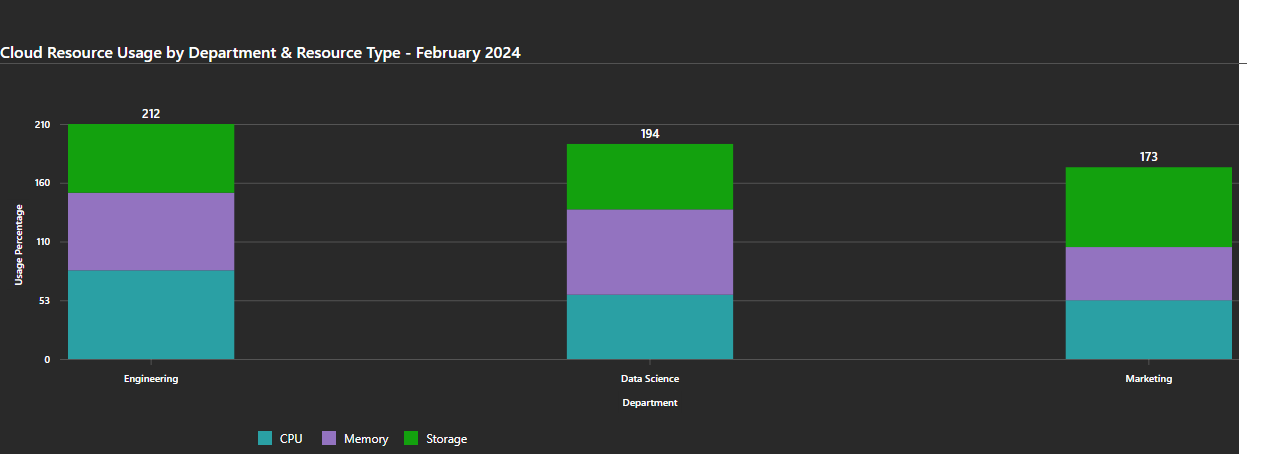 Cloud Resource Usage by Department & Resource Type - February 2024
212
194
173
210
160
110
53
0
Usage Percentage
Engineering
Data Science
Marketing
Department
CPU
Memory
Storage